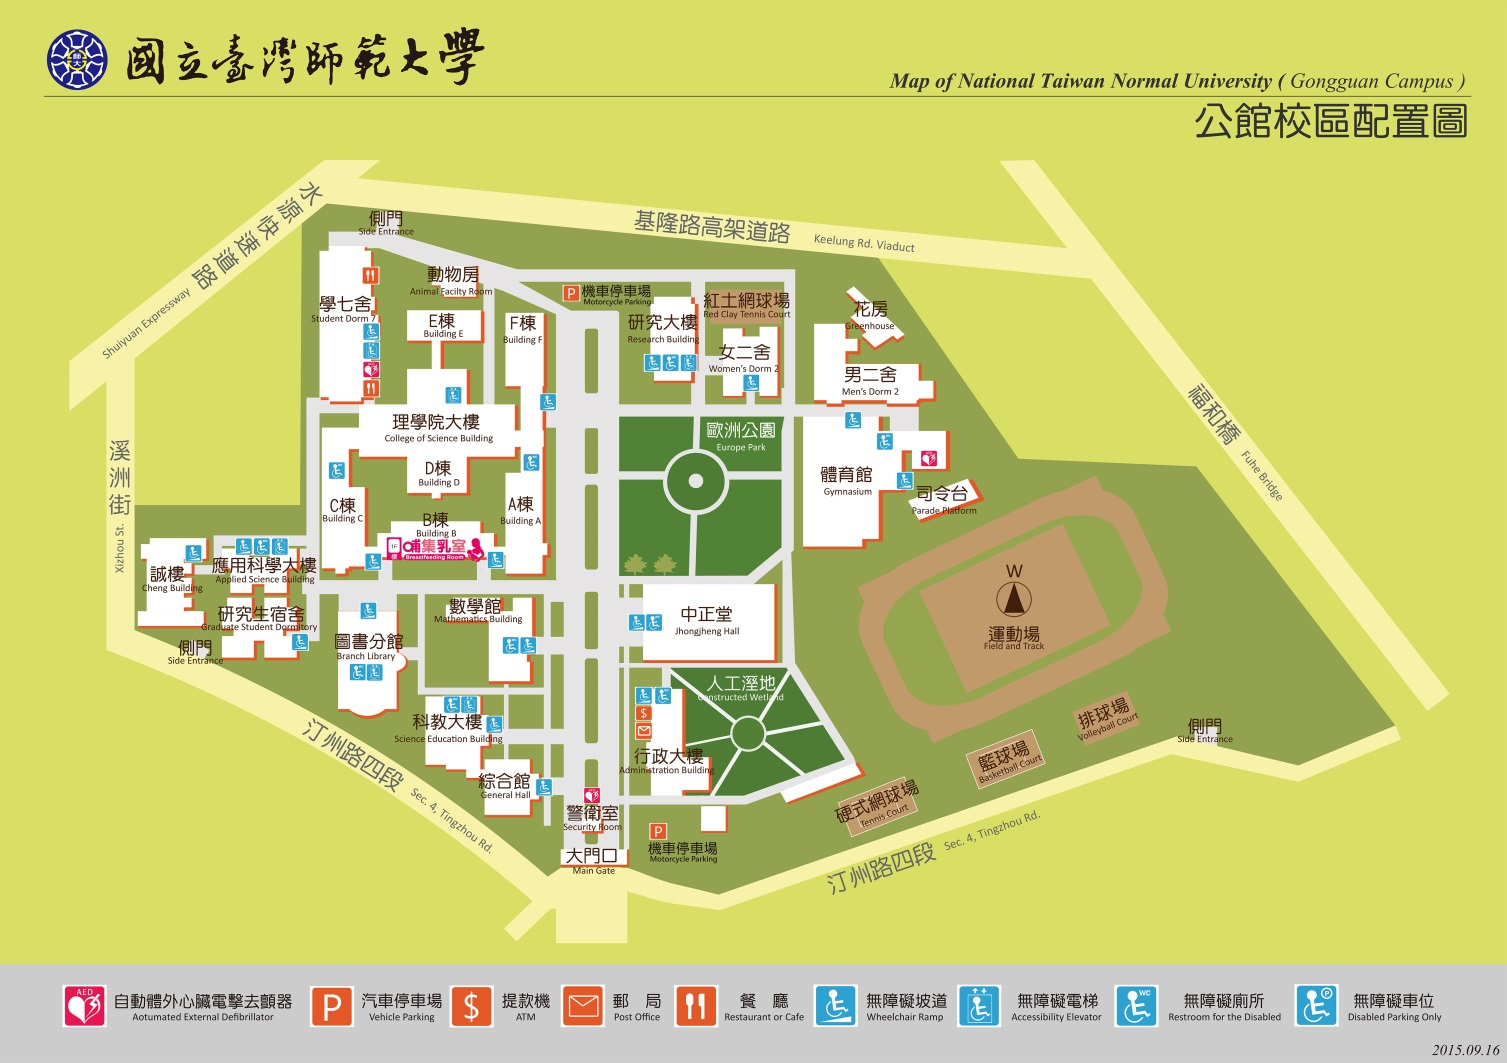 國立臺灣師範大學
Map of National Taiwan Normal University ( Gongguan Campus )
公館校區配置圖
水源快速道路
Shuiyuan Expressway
側門
Side Entrance
基隆路高架道路
Keelung Rd. Viaduct
動物房
Animal Facilty Room
P
機車停車場
Motorcycle Parking
學七舍
Student Dorm 7
E棟
Building E
F棟
Building F
研究大樓
Research Building
紅土網球場
Red Clay Tennis Court
女二舍
Women's Dorm 2
花房
Greenhouse
男二舍
Men's Dorm 2
福和橋
Fuhe Bridge
理學院大樓
College of Science Building
歐洲公園
Europe Park
溪洲街
Xizhou St.
D棟
Building D
C棟
Building C
A棟
Building A
B棟
Building B
1F
哺集乳室
Breastfeeding Room
體育館
Gymnasium
司令台
Parade Platform
誠樓
Cheng Building
應用科學大樓
Applied Science Building
研究生宿舍
Graduate Student Dormitory
側門
Side Entrance
圖書分館
Branch Library
數學館
Mathematics Building
中正堂
Jhongjheng Hall
W
運動場
Field and Track
人工溼地
Constructed Wetland
科教大樓
Science Education Building
$
行政大樓
Administration Building
排球場
Volleyball Court
籃球場
Basketball Court
側門
Side Entrance
綜合館
General Hall
硬式網球場
Tennis Court
汀州路四段
Sec. 4, Tingzhou Rd.
警衛室
Security Room
P
機車停車場
Motorcycle Parking
大門口
Main Gate
汀州路四段
Sec. 4, Tingzhou Rd.
AED
自動體外心臟電擊去顫器
Aotumated External Defibrillator
P
汽車停車場
Vehicle Parking
$
提款機
ATM
郵 局
Post Office
餐 廳
Restaurant or Cafe
無障礙坡道
Wheelchair Ramp
無障礙電梯
Accessibility Elevator
WC
無障礙廁所
Restroom for the Disabled
P
無障礙車位
Disabled Parking Only
2015.09.16